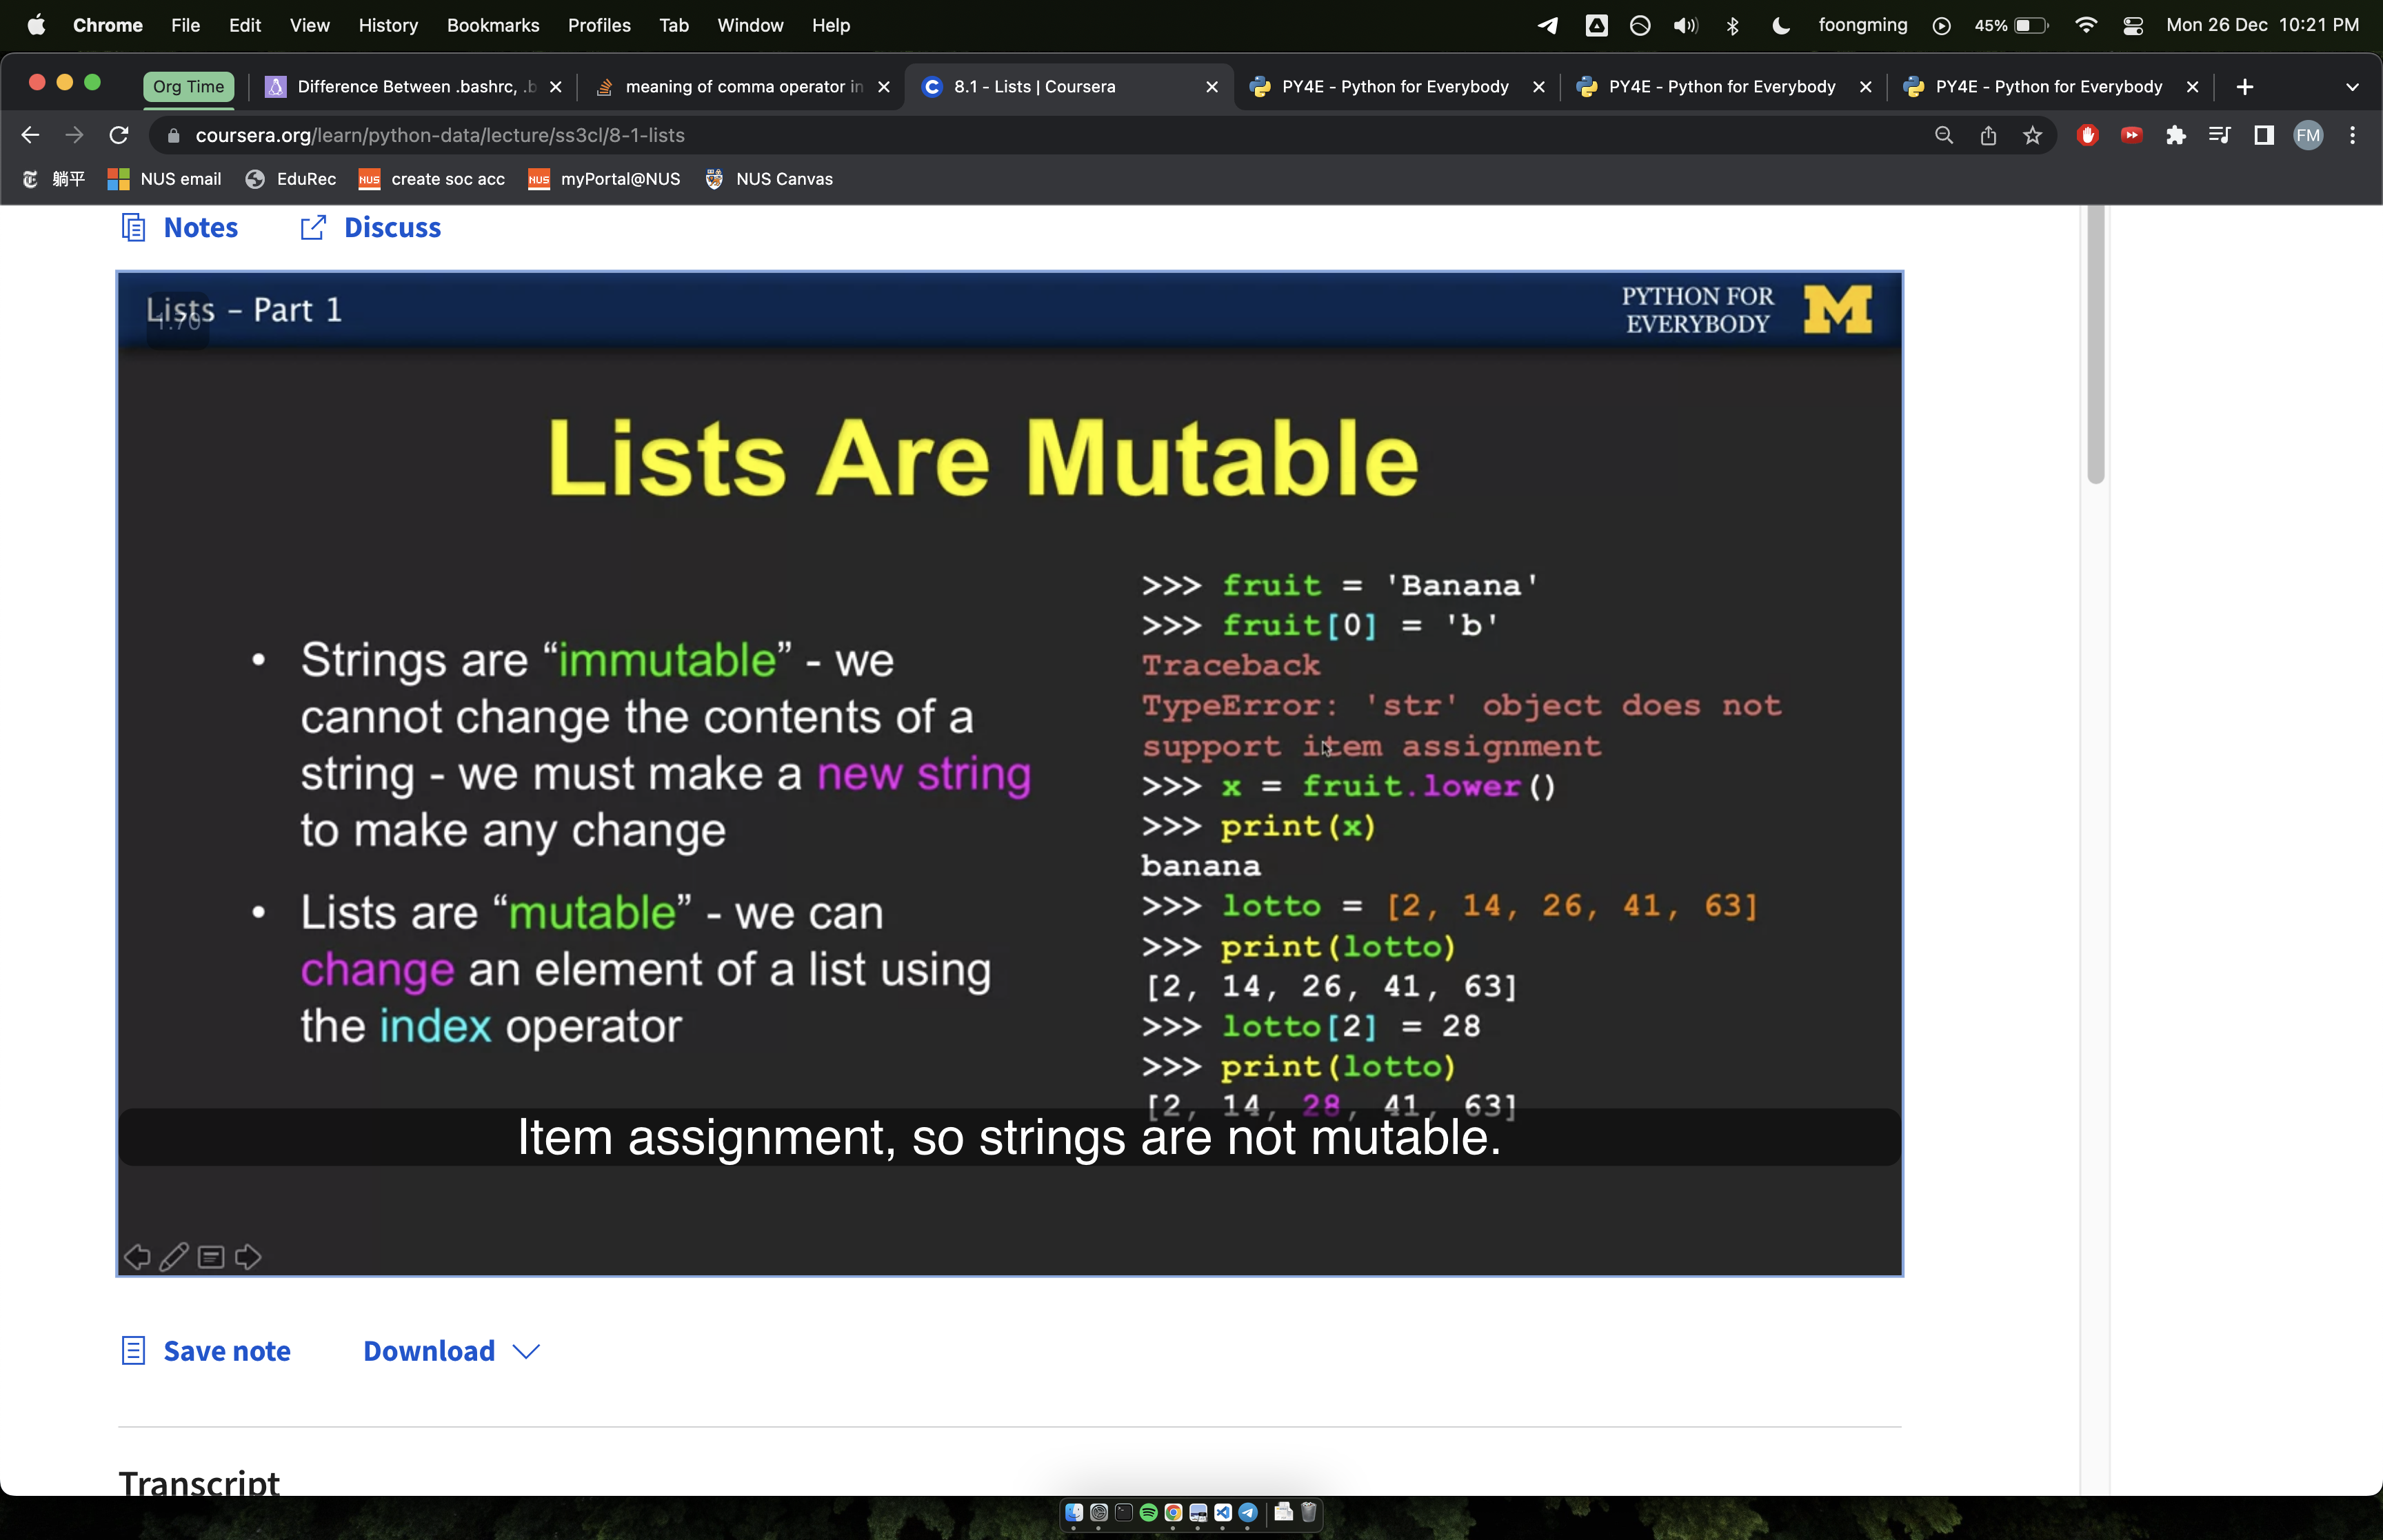 Chrome File Edit View History Bookmarks Profiles Tab Window Help foongming 45% Mon 26 Dec 10:21 PM
Org Time Difference Between .bashrc, .b meaning of comma operator in 8.1 - Lists | Coursera PY4E - Python for Everybody PY4E - Python for Everybody PY4E - Python for Everybody
coursera.org/learn/python-data/lecture/ss3cl/8-1-lists FM
躺平 NUS email EduRec NUS create soc acc NUS myPortal@NUS NUS Canvas
Notes Discuss
Lists – Part 1
1.70
PYTHON FOR
EVERYBODY
M
Lists Are Mutable
• Strings are “immutable” - we
cannot change the contents of a
string - we must make a new string
to make any change
• Lists are “mutable” - we can
change an element of a list using
the index operator
>>> fruit = 'Banana'
>>> fruit[0] = 'b'
Traceback
TypeError: 'str' object does not
support item assignment
>>> x = fruit.lower()
>>> print(x)
banana
>>> lotto = [2, 14, 26, 41, 63]
>>> print(lotto)
[2, 14, 26, 41, 63]
>>> lotto[2] = 28
>>> print(lotto)
[2, 14, 28, 41, 63]
Item assignment, so strings are not mutable.
Save note Download
Transcript